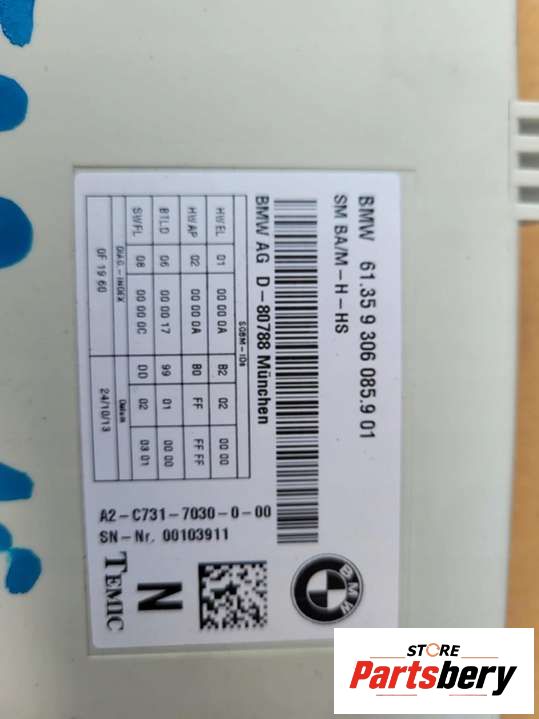 BMW 61.35 9 306 085.9 01
SM BA/M-H-HS
BMW AG D-80788 München
SGBM-IDs
HWEL 01 00 00 0A B2 02 00 00
HWAP 02 00 00 0A B0 FF FF FF
BTLD 06 00 00 17 99 01 00 00
SWFL 08 00 00 0C DD 02 03 01
DIAG.-INDEX Datum
0F 19 60 24/10/13
A2-C731-7030-0-00
SN-Nr. 00103911
TEMIC
N
BMW
STORE
Partsbery